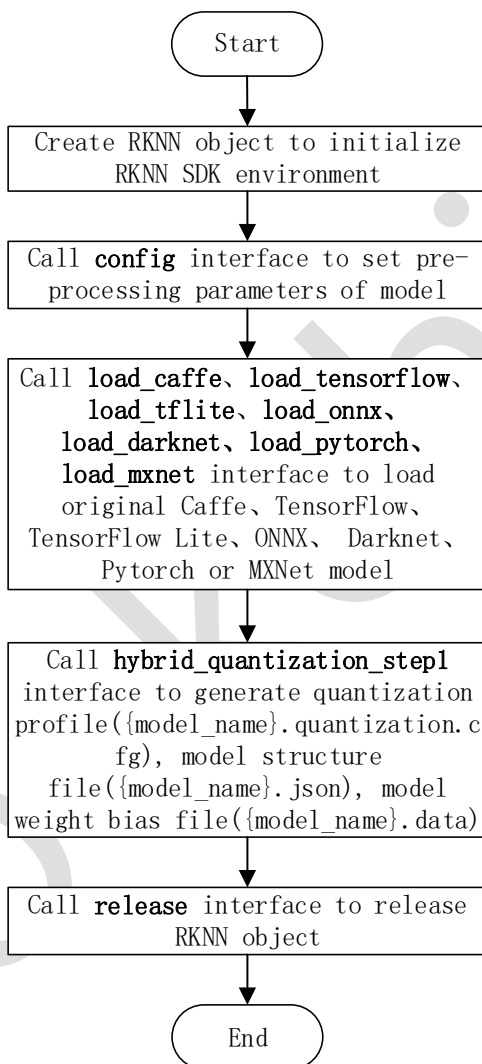 Start
Create RKNN object to initialize
RKNN SDK environment
Call config interface to set pre-
processing parameters of model
Call load_caffe、load_tensorflow、
load_tflite、load_onnx、
load_darknet、load_pytorch、
load_mxnet interface to load
original Caffe、TensorFlow、
TensorFlow Lite、ONNX、 Darknet、
Pytorch or MXNet model
Call hybrid_quantization_step1
interface to generate quantization
profile({model_name}.quantization.c
fg), model structure
file({model_name}.json), model
weight bias file({model_name}.data)
Call release interface to release
RKNN object
End